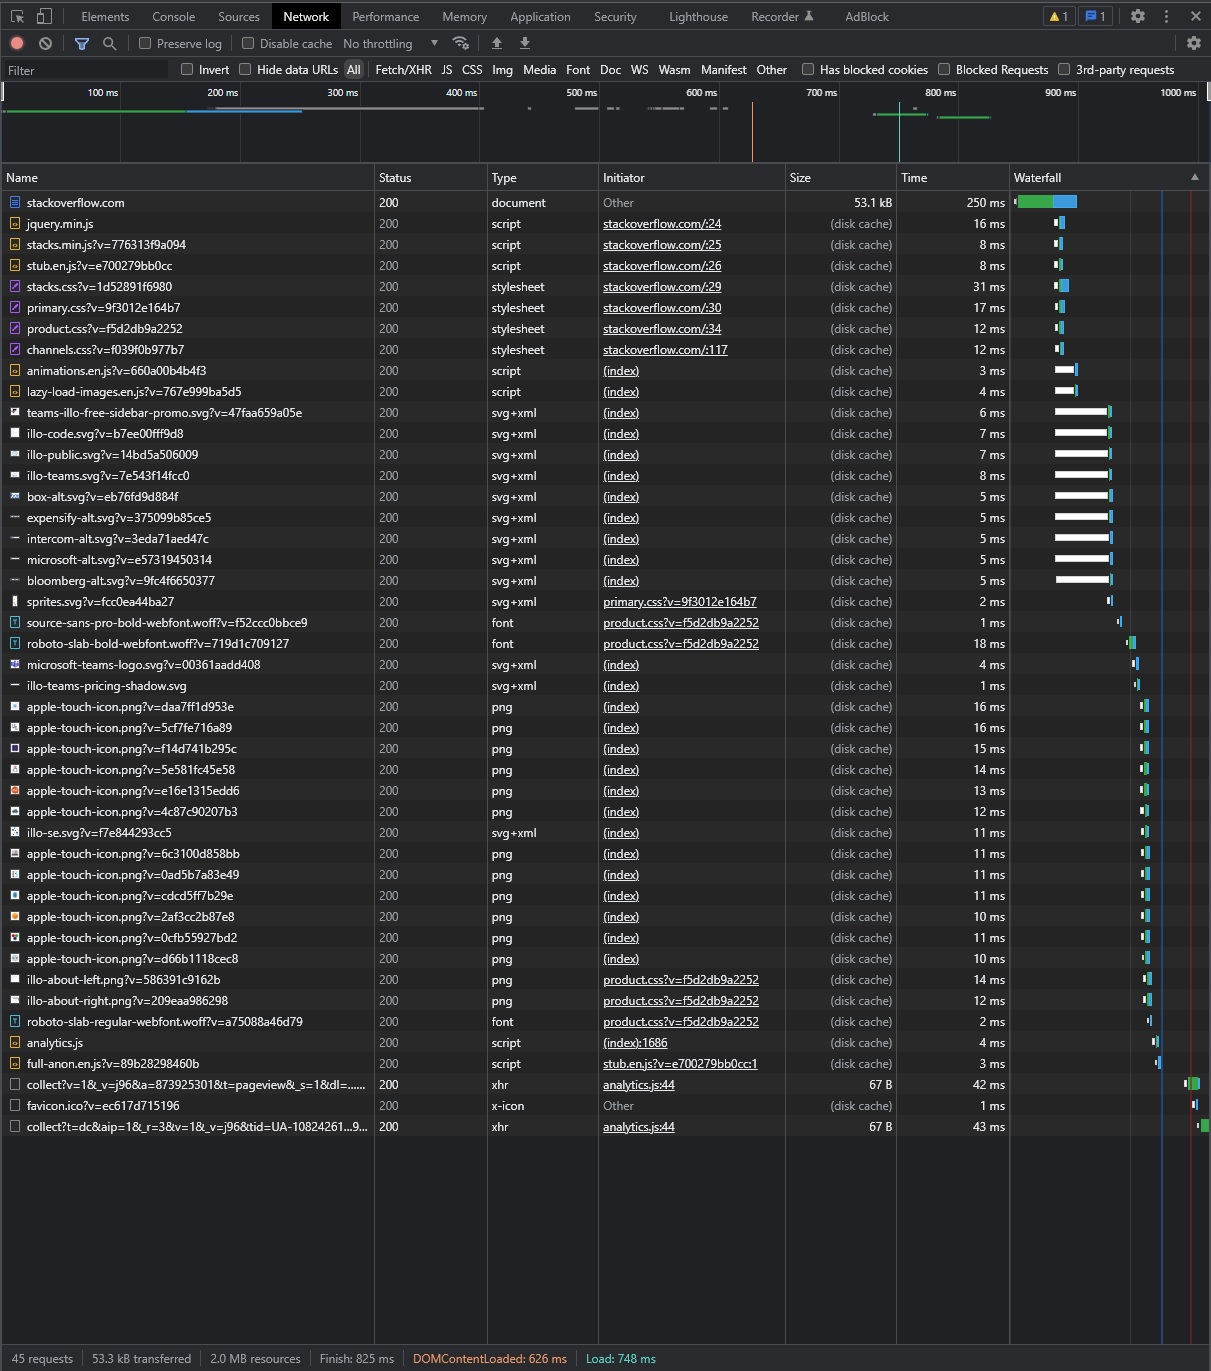 Elements Console Sources Network Performance Memory Application Security Lighthouse Recorder AdBlock 1 1
Preserve log Disable cache No throttling
Filter Invert Hide data URLs All Fetch/XHR JS CSS Img Media Font Doc WS Wasm Manifest Other Has blocked cookies Blocked Requests 3rd-party requests
100 ms 200 ms 300 ms 400 ms 500 ms 600 ms 700 ms 800 ms 900 ms 1000 ms
Name Status Type Initiator Size Time Waterfall
stackoverflow.com 200 document Other 53.1 kB 250 ms
jquery.min.js 200 script stackoverflow.com/:24 (disk cache) 16 ms
stacks.min.js?v=776313f9a094 200 script stackoverflow.com/:25 (disk cache) 8 ms
stub.en.js?v=e700279bb0cc 200 script stackoverflow.com/:26 (disk cache) 8 ms
stacks.css?v=1d52891f6980 200 stylesheet stackoverflow.com/:29 (disk cache) 31 ms
primary.css?v=9f3012e164b7 200 stylesheet stackoverflow.com/:30 (disk cache) 17 ms
product.css?v=f5d2db9a2252 200 stylesheet stackoverflow.com/:34 (disk cache) 12 ms
channels.css?v=f039f0b977b7 200 stylesheet stackoverflow.com/:117 (disk cache) 12 ms
animations.en.js?v=660a00b4b4f3 200 script (index) (disk cache) 3 ms
lazy-load-images.en.js?v=767e999ba5d5 200 script (index) (disk cache) 4 ms
teams-illo-free-sidebar-promo.svg?v=47faa659a05e 200 svg+xml (index) (disk cache) 6 ms
illo-code.svg?v=b7ee00fff9d8 200 svg+xml (index) (disk cache) 7 ms
illo-public.svg?v=14bd5a506009 200 svg+xml (index) (disk cache) 7 ms
illo-teams.svg?v=7e543f14fcc0 200 svg+xml (index) (disk cache) 8 ms
box-alt.svg?v=eb76fd9d884f 200 svg+xml (index) (disk cache) 5 ms
expensify-alt.svg?v=375099b85ce5 200 svg+xml (index) (disk cache) 5 ms
intercom-alt.svg?v=3eda71aed47c 200 svg+xml (index) (disk cache) 5 ms
microsoft-alt.svg?v=e57319450314 200 svg+xml (index) (disk cache) 5 ms
bloomberg-alt.svg?v=9fc4f6650377 200 svg+xml (index) (disk cache) 5 ms
sprites.svg?v=fcc0ea44ba27 200 svg+xml primary.css?v=9f3012e164b7 (disk cache) 2 ms
source-sans-pro-bold-webfont.woff?v=f52ccc0bbce9 200 font product.css?v=f5d2db9a2252 (disk cache) 1 ms
roboto-slab-bold-webfont.woff?v=719d1c709127 200 font product.css?v=f5d2db9a2252 (disk cache) 18 ms
microsoft-teams-logo.svg?v=00361aadd408 200 svg+xml (index) (disk cache) 4 ms
illo-teams-pricing-shadow.svg 200 svg+xml (index) (disk cache) 1 ms
apple-touch-icon.png?v=daa7ff1d953e 200 png (index) (disk cache) 16 ms
apple-touch-icon.png?v=5cf7fe716a89 200 png (index) (disk cache) 16 ms
apple-touch-icon.png?v=f14d741b295c 200 png (index) (disk cache) 15 ms
apple-touch-icon.png?v=5e581fc45e58 200 png (index) (disk cache) 14 ms
apple-touch-icon.png?v=e16e1315edd6 200 png (index) (disk cache) 13 ms
apple-touch-icon.png?v=4c87c90207b3 200 png (index) (disk cache) 12 ms
illo-se.svg?v=f7e844293cc5 200 svg+xml (index) (disk cache) 11 ms
apple-touch-icon.png?v=6c3100d858bb 200 png (index) (disk cache) 11 ms
apple-touch-icon.png?v=0ad5b7a83e49 200 png (index) (disk cache) 11 ms
apple-touch-icon.png?v=cdcd5ff7b29e 200 png (index) (disk cache) 11 ms
apple-touch-icon.png?v=2af3cc2b87e8 200 png (index) (disk cache) 10 ms
apple-touch-icon.png?v=0cfb55927bd2 200 png (index) (disk cache) 11 ms
apple-touch-icon.png?v=d66b1118cec8 200 png (index) (disk cache) 10 ms
illo-about-left.png?v=586391c9162b 200 png product.css?v=f5d2db9a2252 (disk cache) 14 ms
illo-about-right.png?v=209eaa986298 200 png product.css?v=f5d2db9a2252 (disk cache) 12 ms
roboto-slab-regular-webfont.woff?v=a75088a46d79 200 font product.css?v=f5d2db9a2252 (disk cache) 2 ms
analytics.js 200 script (index):1686 (disk cache) 4 ms
full-anon.en.js?v=89b28298460b 200 script stub.en.js?v=e700279bb0cc:1 (disk cache) 3 ms
collect?v=1&_v=j96&a=873925301&t=pageview&_s=1&dl=...... 200 xhr analytics.js:44 67 B 42 ms
favicon.ico?v=ec617d715196 200 x-icon Other (disk cache) 1 ms
collect?t=dc&aip=1&_r=3&v=1&_v=j96&tid=UA-10824261...9... 200 xhr analytics.js:44 67 B 43 ms
45 requests 53.3 kB transferred 2.0 MB resources Finish: 825 ms DOMContentLoaded: 626 ms Load: 748 ms